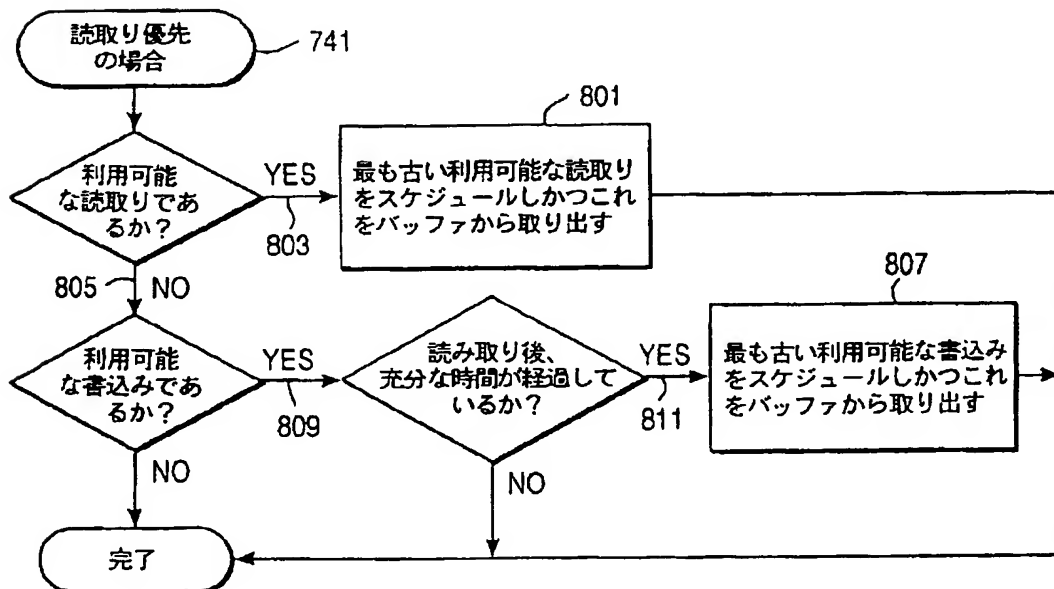 読取り優先
の場合
741
利用可能
な読取りであ
るか?
YES
803
801
最も古い利用可能な読取り
をスケジュールしかつこれ
をバッファから取り出す
805
NO
利用可能
な書込みであ
るか?
YES
809
読み取り後、
充分な時間が経過して
いるか?
YES
811
807
最も古い利用可能な書込み
をスケジュールしかつこれ
をバッファから取り出す
NO
NO
完了